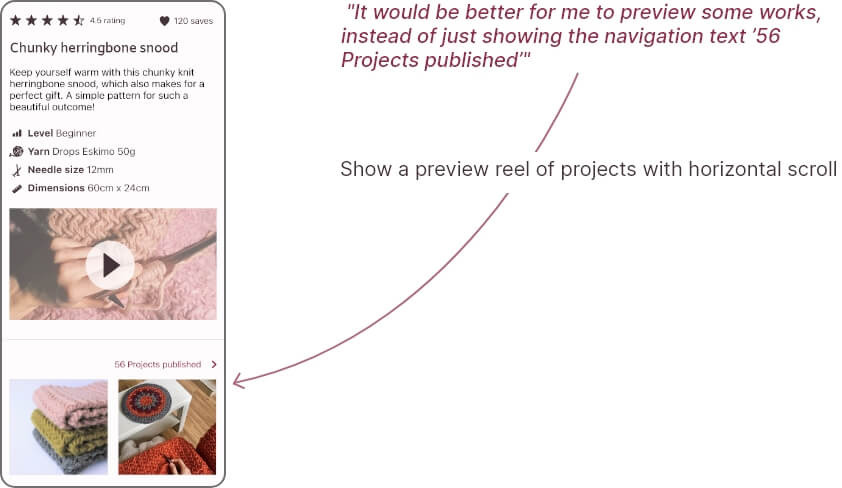 4.5 rating
120 saves
Chunky herringbone snood
Keep yourself warm with this chunky knit
herringbone snood, which also makes for a
perfect gift. A simple pattern for such a
beautiful outcome!
Level Beginner
Yarn Drops Eskimo 50g
Needle size 12mm
Dimensions 60cm x 24cm
56 Projects published
"It would be better for me to preview some works,
instead of just showing the navigation text ’56
Projects published’"
Show a preview reel of projects with horizontal scroll